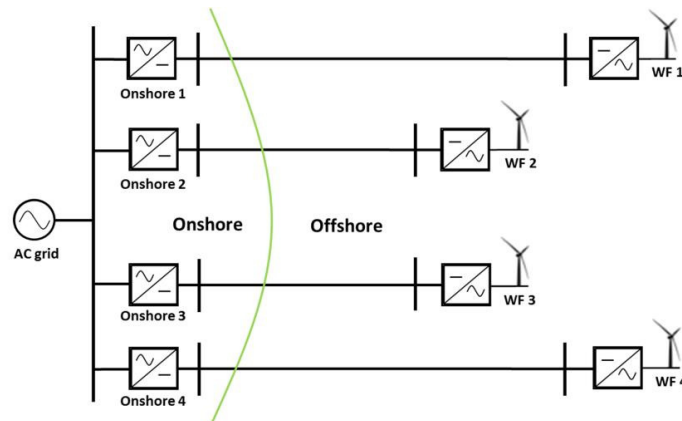 Onshore 1
WF 1
Onshore 2
WF 2
Onshore
Offshore
AC grid
Onshore 3
WF 3
Onshore 4
WF 4